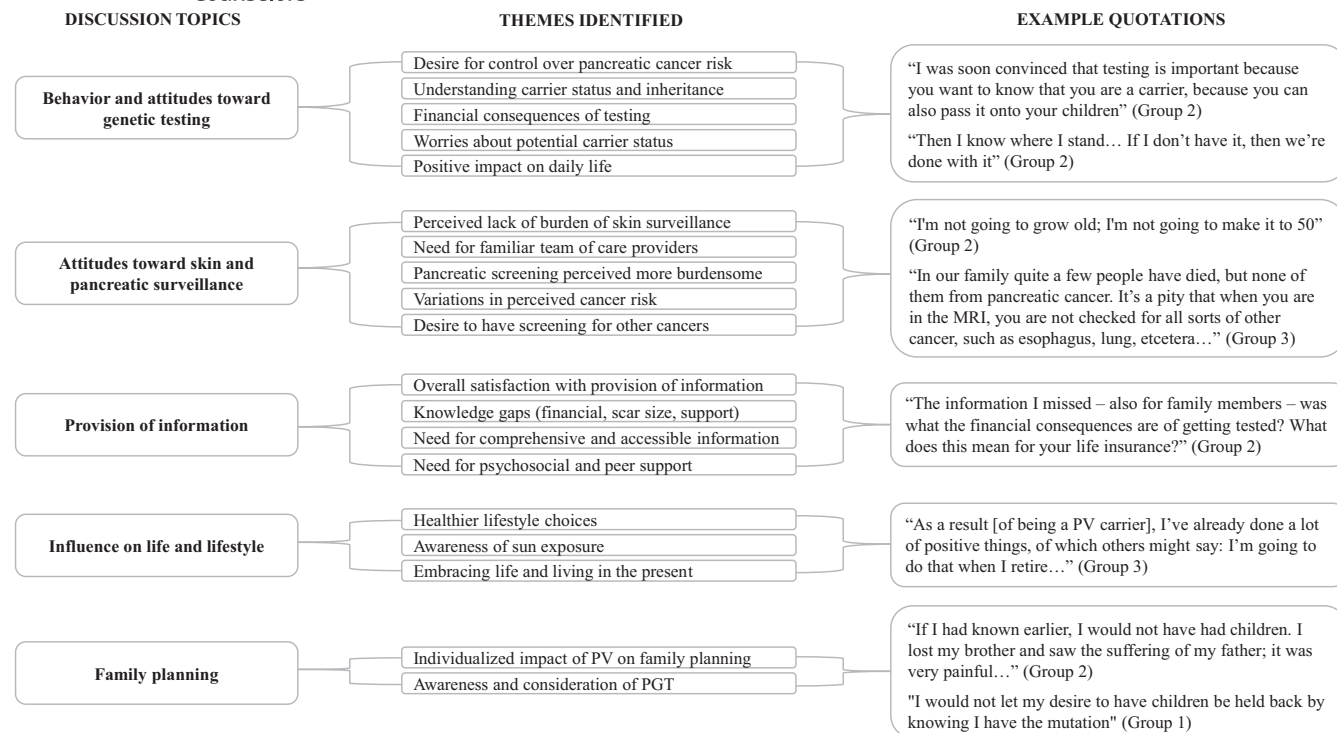 DISCUSSION TOPICS
THEMES IDENTIFIED
EXAMPLE QUOTATIONS
Behavior and attitudes toward
genetic testing
Desire for control over pancreatic cancer risk
Understanding carrier status and inheritance
Financial consequences of testing
Worries about potential carrier status
Positive impact on daily life
“I was soon convinced that testing is important because
you want to know that you are a carrier, because you can
also pass it onto your children” (Group 2)
“Then I know where I stand… If I don’t have it, then we’re
done with it” (Group 2)
Attitudes toward skin and
pancreatic surveillance
Perceived lack of burden of skin surveillance
Need for familiar team of care providers
Pancreatic screening perceived more burdensome
Variations in perceived cancer risk
Desire to have screening for other cancers
“I'm not going to grow old; I'm not going to make it to 50”
(Group 2)
“In our family quite a few people have died, but none of
them from pancreatic cancer. It’s a pity that when you are
in the MRI, you are not checked for all sorts of other
cancer, such as esophagus, lung, etcetera…” (Group 3)
Provision of information
Overall satisfaction with provision of information
Knowledge gaps (financial, scar size, support)
Need for comprehensive and accessible information
Need for psychosocial and peer support
“The information I missed – also for family members – was
what the financial consequences are of getting tested? What
does this mean for your life insurance?” (Group 2)
Influence on life and lifestyle
Healthier lifestyle choices
Awareness of sun exposure
Embracing life and living in the present
“As a result [of being a PV carrier], I’ve already done a lot
of positive things, of which others might say: I’m going to
do that when I retire…” (Group 3)
Family planning
Individualized impact of PV on family planning
Awareness and consideration of PGT
“If I had known earlier, I would not have had children. I
lost my brother and saw the suffering of my father; it was
very painful…” (Group 2)
"I would not let my desire to have children be held back by
knowing I have the mutation" (Group 1)